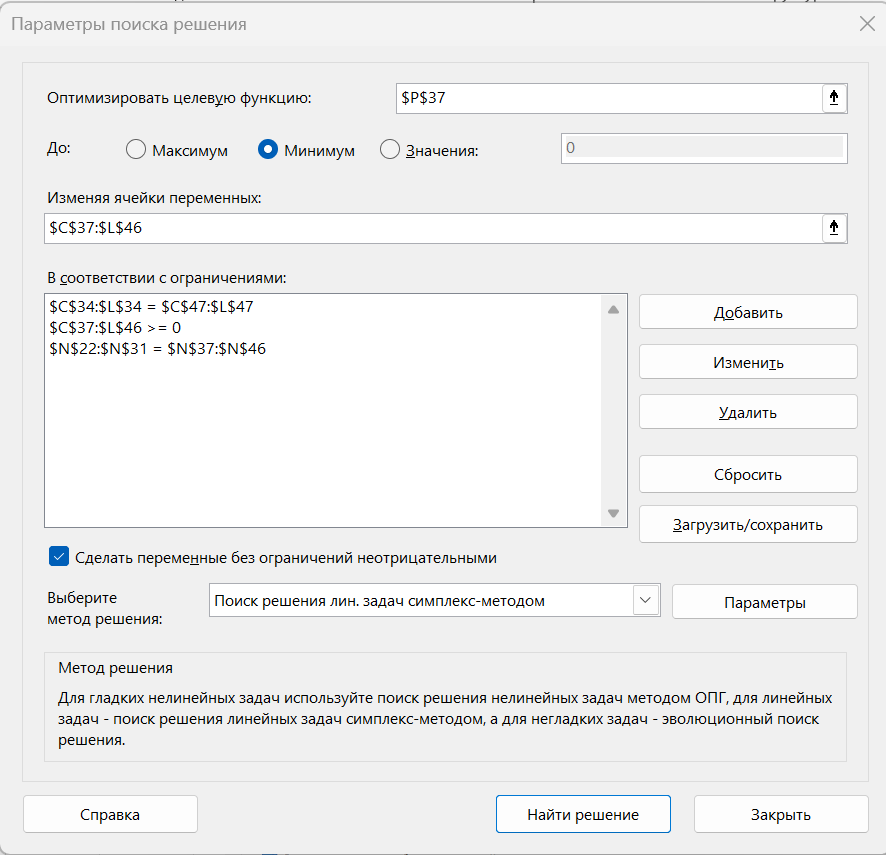 Параметры поиска решения
Оптимизировать целевую функцию:
$P$37
До:
Максимум
Минимум
Значения:
0
Изменяя ячейки переменных:
$C$37:$L$46
В соответствии с ограничениями:
$C$34:$L$34 = $C$47:$L$47
$C$37:$L$46 >= 0
$N$22:$N$31 = $N$37:$N$46
Добавить
Изменить
Удалить
Сбросить
Загрузить/сохранить
Сделать переменные без ограничений неотрицательными
Выберите
метод решения:
Поиск решения лин. задач симплекс-методом
Параметры
Метод решения
Для гладких нелинейных задач используйте поиск решения нелинейных задач методом ОПГ, для линейных
задач - поиск решения линейных задач симплекс-методом, а для негладких задач - эволюционный поиск
решения.
Справка
Найти решение
Закрыть